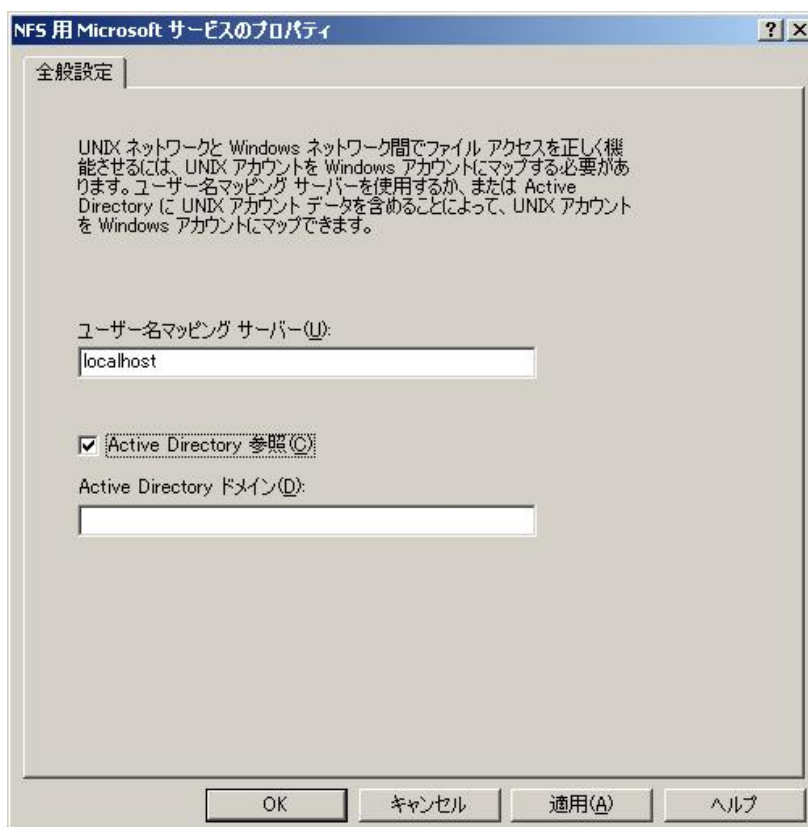 NFS 用 Microsoft サービスのプロパティ
全般設定
UNIX ネットワークと Windows ネットワーク間でファイル アクセスを正しく機
能させるには、UNIX アカウントを Windows アカウントにマップする必要があ
ります。ユーザー名マッピング サーバーを使用するか、または Active
Directory に UNIX アカウント データを含めることによって、UNIX アカウント
を Windows アカウントにマップできます。
ユーザー名マッピング サーバー(U):
localhost
Active Directory 参照(C)
Active Directory ドメイン(D):
OK キャンセル 適用(A) ヘルプ